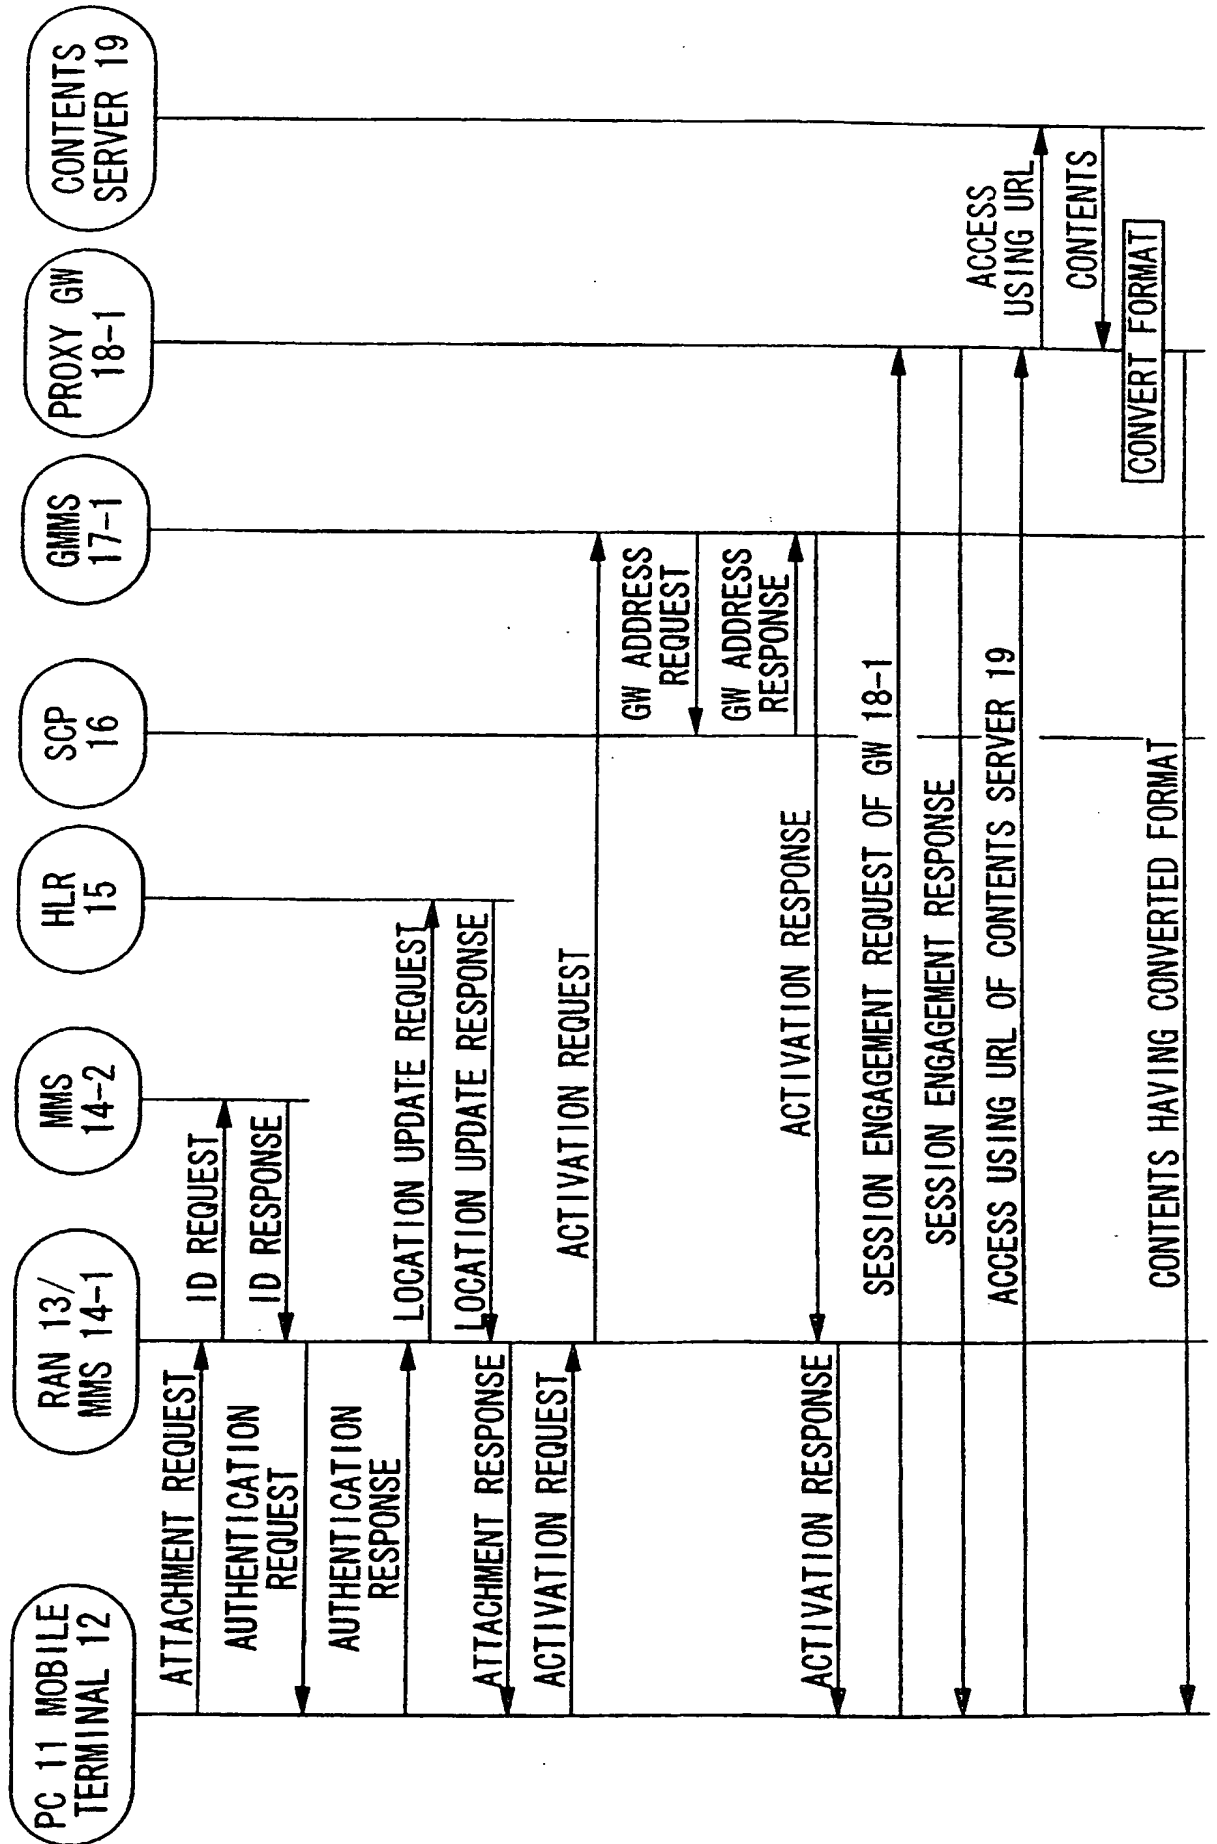 PC 11 MOBILE
TERMINAL 12
RAN 13/
MMS 14-1
MMS
14-2
HLR
15
SCP
16
GMMS
17-1
PROXY GW
18-1
CONTENTS
SERVER 19
ATTACHMENT REQUEST
ID REQUEST
ID RESPONSE
AUTHENTICATION
REQUEST
AUTHENTICATION
RESPONSE
LOCATION UPDATE REQUEST
LOCATION UPDATE RESPONSE
ATTACHMENT RESPONSE
ACTIVATION REQUEST
ACTIVATION REQUEST
GW ADDRESS
REQUEST
GW ADDRESS
RESPONSE
ACTIVATION RESPONSE
ACTIVATION RESPONSE
SESSION ENGAGEMENT REQUEST OF GW 18-1
SESSION ENGAGEMENT RESPONSE
ACCESS USING URL OF CONTENTS SERVER 19
ACCESS
USING URL
CONTENTS
CONVERT FORMAT
CONTENTS HAVING CONVERTED FORMAT